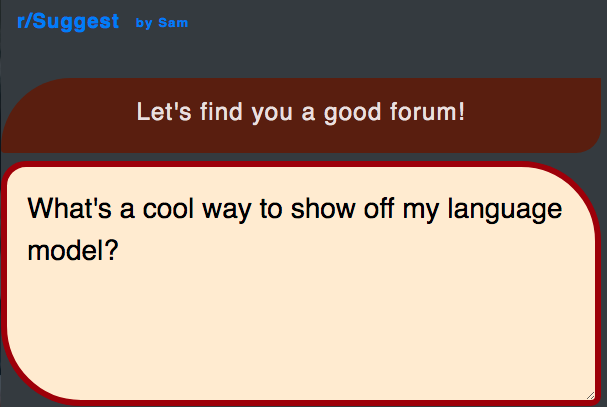 r/Suggest by Sam
Let's find you a good forum!
What's a cool way to show off my language
model?